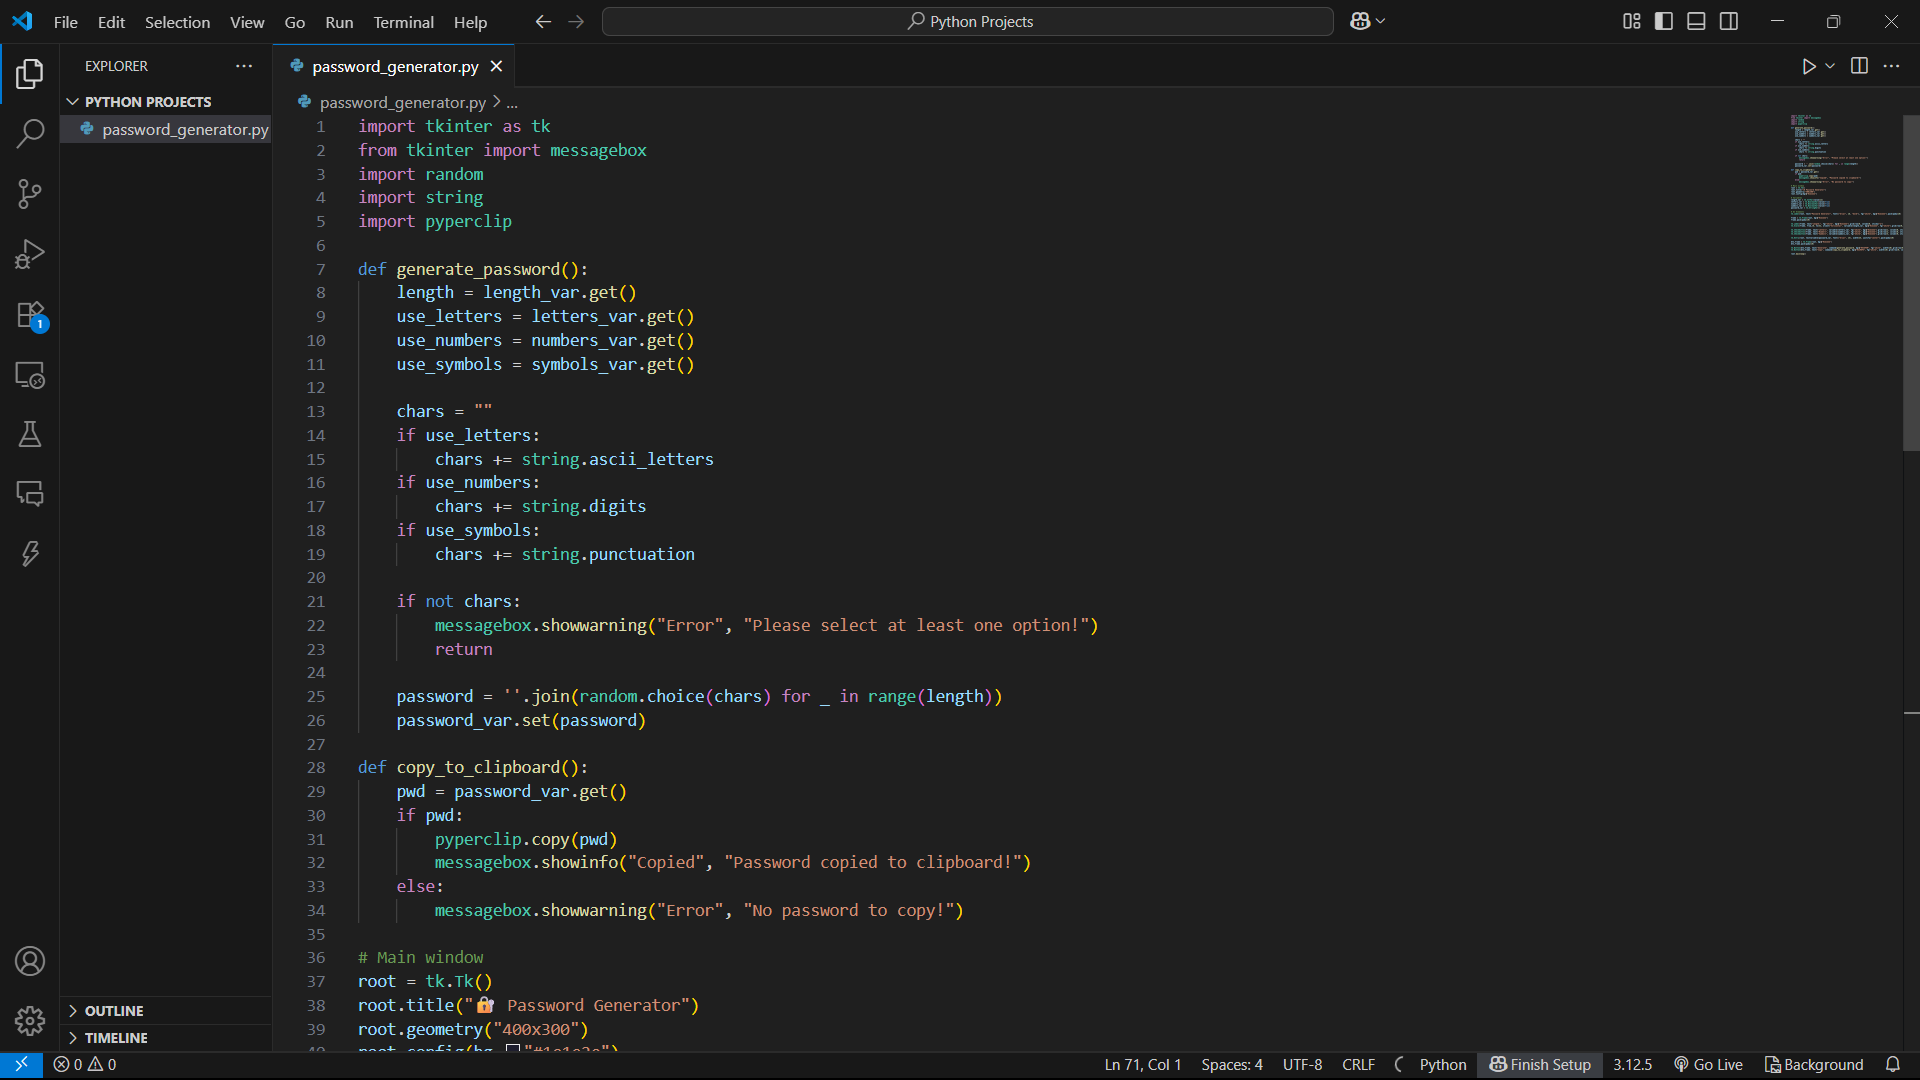 File Edit Selection View Go Run Terminal Help
Python Projects
EXPLORER
PYTHON PROJECTS
password_generator.py
password_generator.py
password_generator.py > ...
1 import tkinter as tk
2 from tkinter import messagebox
3 import random
4 import string
5 import pyperclip
6
7 def generate_password():
8 length = length_var.get()
9 use_letters = letters_var.get()
10 use_numbers = numbers_var.get()
11 use_symbols = symbols_var.get()
12
13 chars = ""
14 if use_letters:
15 chars += string.ascii_letters
16 if use_numbers:
17 chars += string.digits
18 if use_symbols:
19 chars += string.punctuation
20
21 if not chars:
22 messagebox.showwarning("Error", "Please select at least one option!")
23 return
24
25 password = ''.join(random.choice(chars) for _ in range(length))
26 password_var.set(password)
27
28 def copy_to_clipboard():
29 pwd = password_var.get()
30 if pwd:
31 pyperclip.copy(pwd)
32 messagebox.showinfo("Copied", "Password copied to clipboard!")
33 else:
34 messagebox.showwarning("Error", "No password to copy!")
35
36 # Main window
37 root = tk.Tk()
38 root.title("🔐 Password Generator")
39 root.geometry("400x300")
1
OUTLINE
TIMELINE
0 0
Ln 71, Col 1 Spaces: 4 UTF-8 CRLF Python Finish Setup 3.12.5 Go Live Background